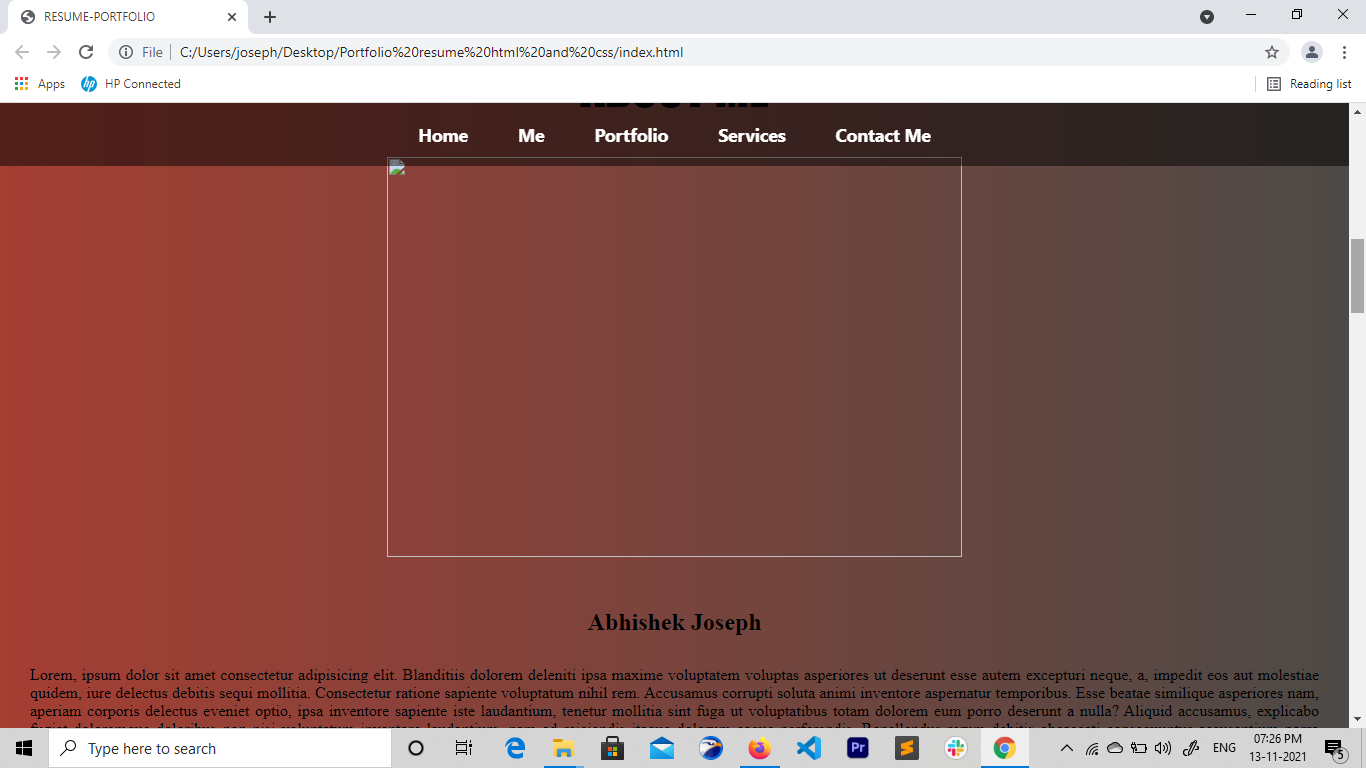 RESUME-PORTFOLIO
File C:/Users/joseph/Desktop/Portfolio%20resume%20html%20and%20css/index.html
Apps HP Connected Reading list
ABOUT ME
Home Me Portfolio Services Contact Me
Abhishek Joseph
Lorem, ipsum dolor sit amet consectetur adipisicing elit. Blanditiis dolorem deleniti ipsa maxime voluptatem voluptas asperiores ut deserunt esse autem excepturi neque, a, impedit eos aut molestiae
quidem, iure delectus debitis sequi mollitia. Consectetur ratione sapiente voluptatum nihil rem. Accusamus corrupti soluta animi inventore aspernatur temporibus. Esse beatae similique asperiores nam,
aperiam corporis delectus eveniet optio, ipsa inventore sapiente iste laudantium, tenetur mollitia sint fuga ut voluptatibus totam dolorem eum porro deserunt a nulla? Aliquid accusamus, explicabo
Type here to search
Pr
ENG
07:26 PM
13-11-2021
5